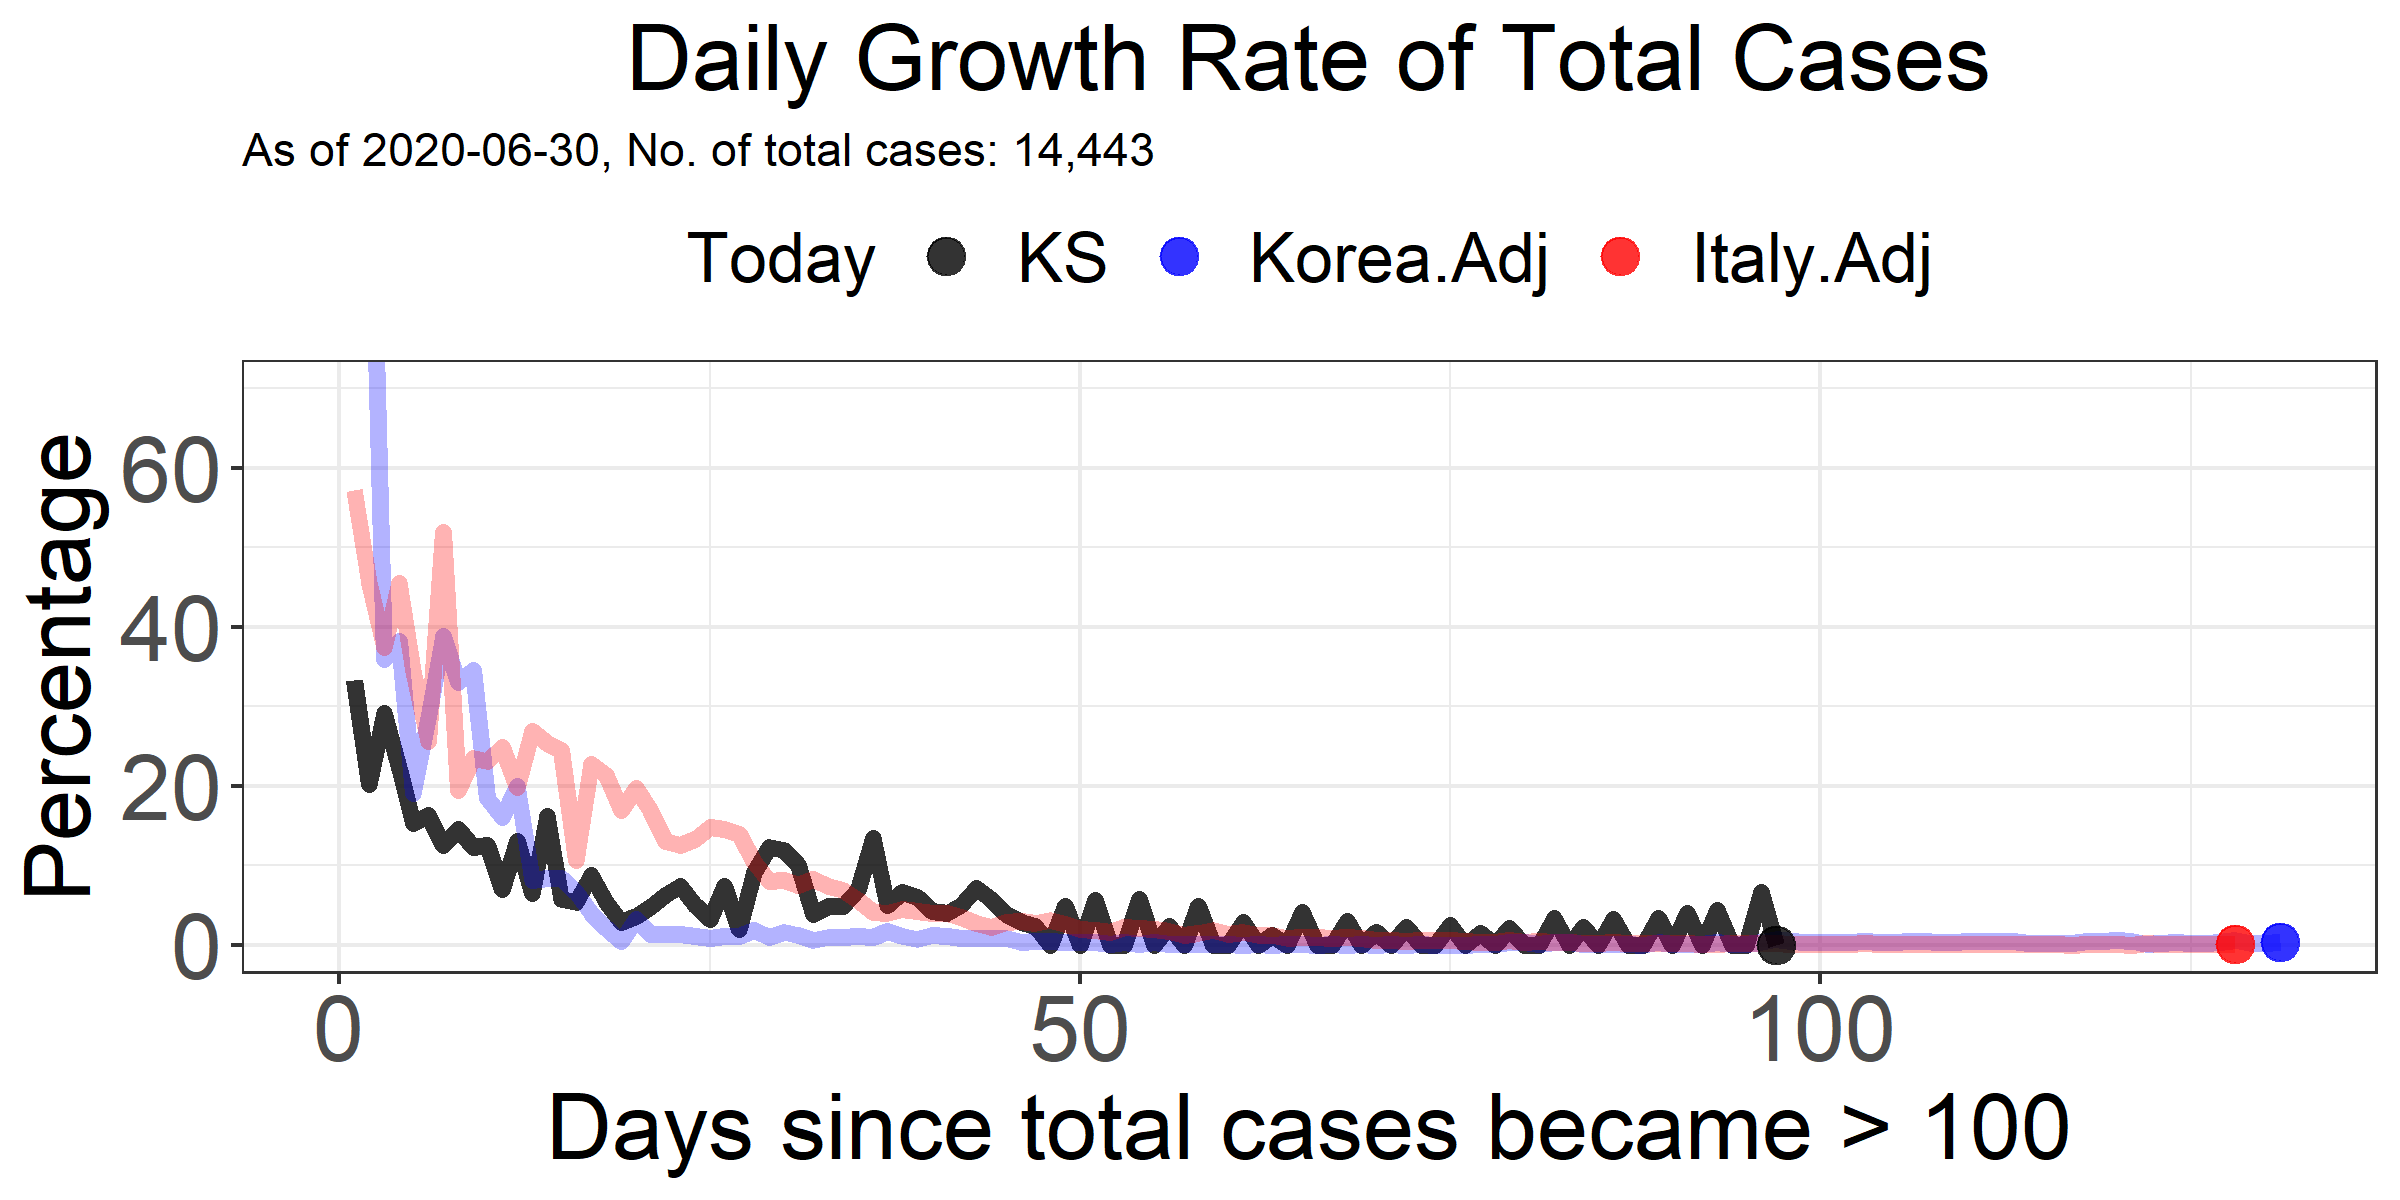 Daily Growth Rate of Total Cases
As of 2020-06-30, No. of total cases: 14,443
Today KS Korea.Adj Italy.Adj
Percentage
60
40
20
0
0 50 100
Days since total cases became > 100